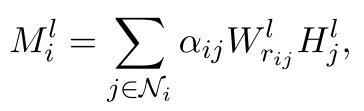 $M_i^l = \sum_{j \in \mathcal{N}_i} \alpha_{ij} W_{r_{ij}}^l H_j^l,$